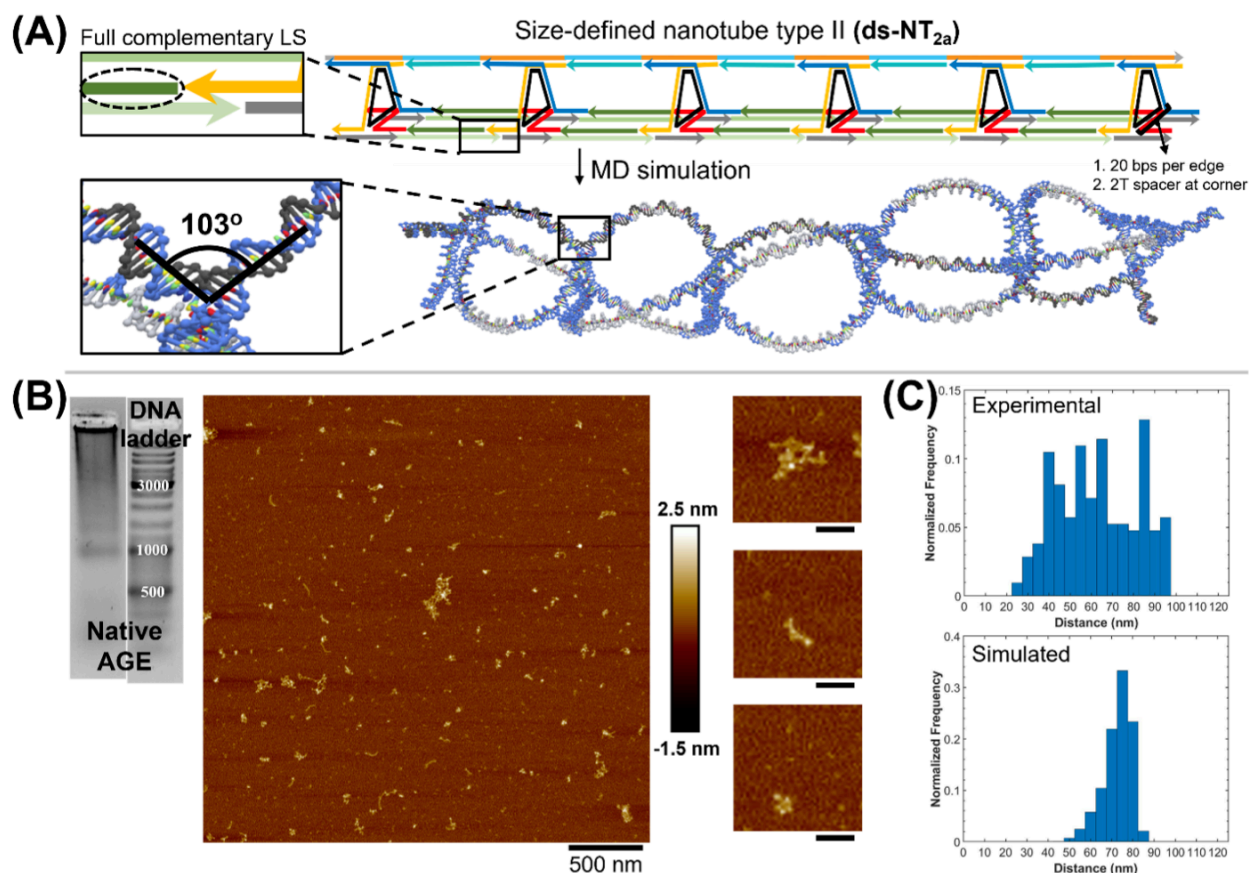 (A)
Full complementary LS
Size-defined nanotube type II (ds-NT2a)
1. 20 bps per edge
2. 2T spacer at corner
MD simulation
103º
(B)
DNA
ladder
3000
1000
500
Native
AGE
2.5 nm
-1.5 nm
500 nm
(C)
Experimental
Normalized Frequency
0.15
0.1
0.05
0
0 10 20 30 40 50 60 70 80 90 100 110 120
Distance (nm)
Simulated
Normalized Frequency
0.4
0.3
0.2
0.1
0
0 10 20 30 40 50 60 70 80 90 100 110 120
Distance (nm)